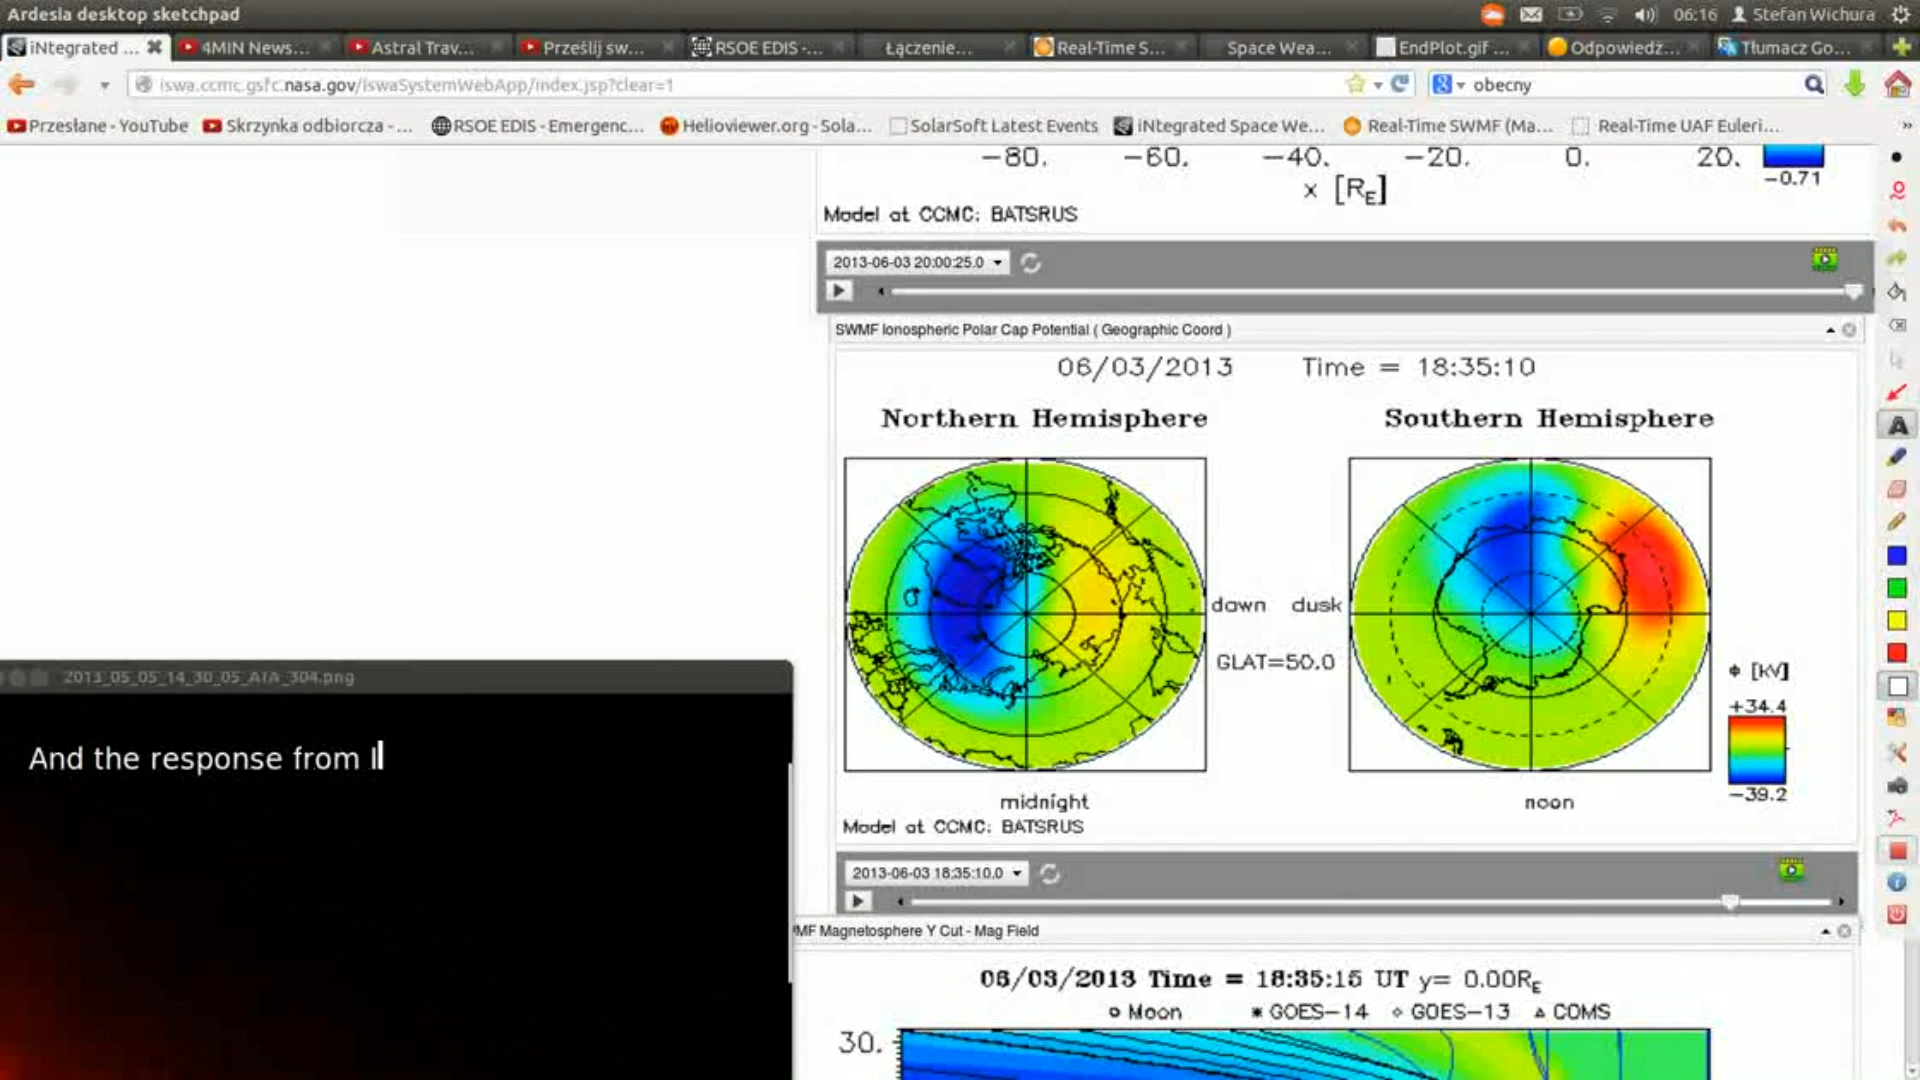 Ardesia desktop sketchpad
06:16 Stefan Wichura
iNtegrated ...
4MIN News...
Astral Trav...
Prześlij sw...
RSOE EDIS -...
Łączenie...
Real-Time S...
Space Wea...
EndPlot.gif ...
Odpowiedź...
Tłumacz Go...
iswa.ccmc.gsfc.nasa.gov/IswaSystemWebApp/index.jsp?clear=1
obecny
Przesłane - YouTube
Skrzynka odbiorcza - ...
RSOE EDIS - Emergenc...
Helioviewer.org - Sola...
SolarSoft Latest Events
iNtegrated Space We...
Real-Time SWMF (Ma...
Real-Time UAF Euleri...
-80. -60. -40. -20. 0. 20.
-0.71
x [RE]
Model at CCMC: BATSRUS
2013-06-03 20:00:25.0
SWMF Ionospheric Polar Cap Potential ( Geographic Coord )
06/03/2013 Time = 18:35:10
Northern Hemisphere Southern Hemisphere
dawn dusk
GLAT=50.0
Φ [kV]
+34.4
-39.2
midnight noon
Model at CCMC: BATSRUS
2013-06-03 18:35:10.0
2013_05_05_14_30_05_AIA_304.png
And the response from I
MF Magnetosphere Y Cut - Mag Field
06/03/2013 Time = 18:35:15 UT y= 0.00RE
Moon GOES-14 GOES-13 COMS
30.